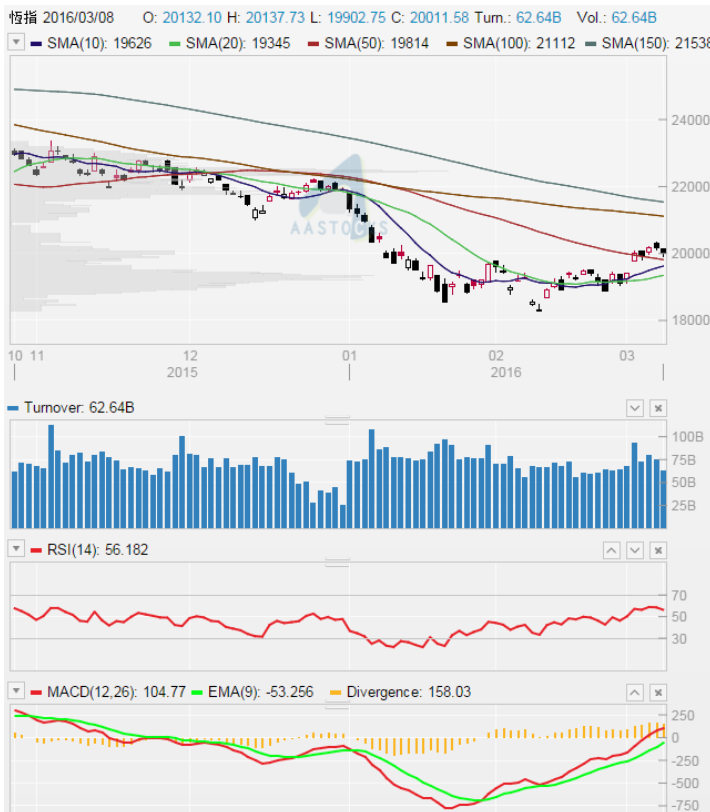 恆指 2016/03/08 O: 20132.10 H: 20137.73 L: 19902.75 C: 20011.58 Turn.: 62.64B Vol.: 62.64B
SMA(10): 19626 SMA(20): 19345 SMA(50): 19814 SMA(100): 21112 SMA(150): 21538
24000
22000
AASTOCKS
20000
18000
10 11 12 01 02 03
2015 2016
Turnover: 62.64B
100B
75B
50B
25B
RSI(14): 56.182
70
50
30
MACD(12,26): 104.77 EMA(9): -53.256 Divergence: 158.03
250
0
-250
-500
-750